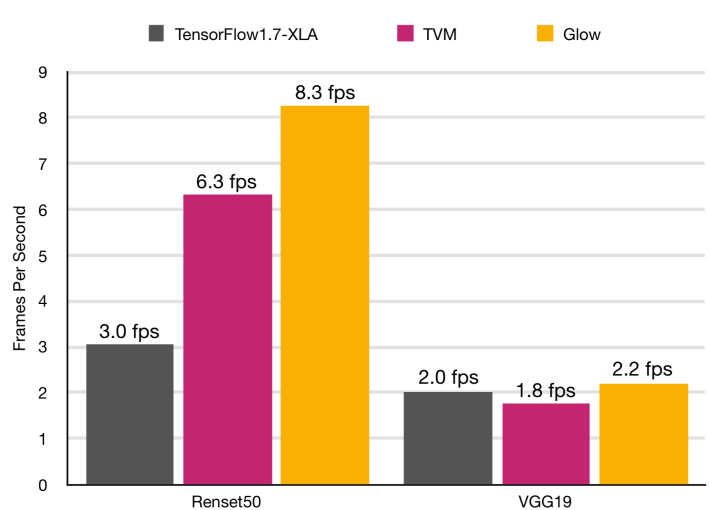 TensorFlow1.7-XLA TVM Glow
9
8.3 fps
8
7
6.3 fps
6
5
4
3.0 fps
3
2.0 fps 1.8 fps 2.2 fps
2
1
0
Frames Per Second
Renset50 VGG19